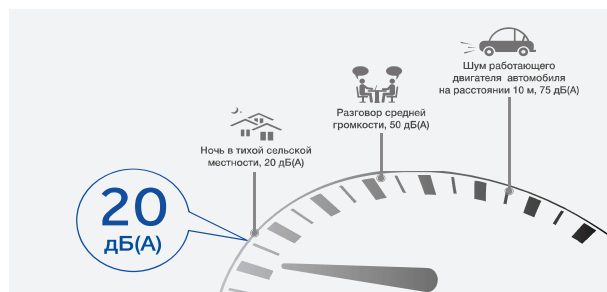 Шум работающего
двигателя автомобиля
на расстоянии 10 м, 75 дБ(А)
Разговор средней
громкости, 50 дБ(А)
Ночь в тихой сельской
местности, 20 дБ(А)
20
дБ(А)